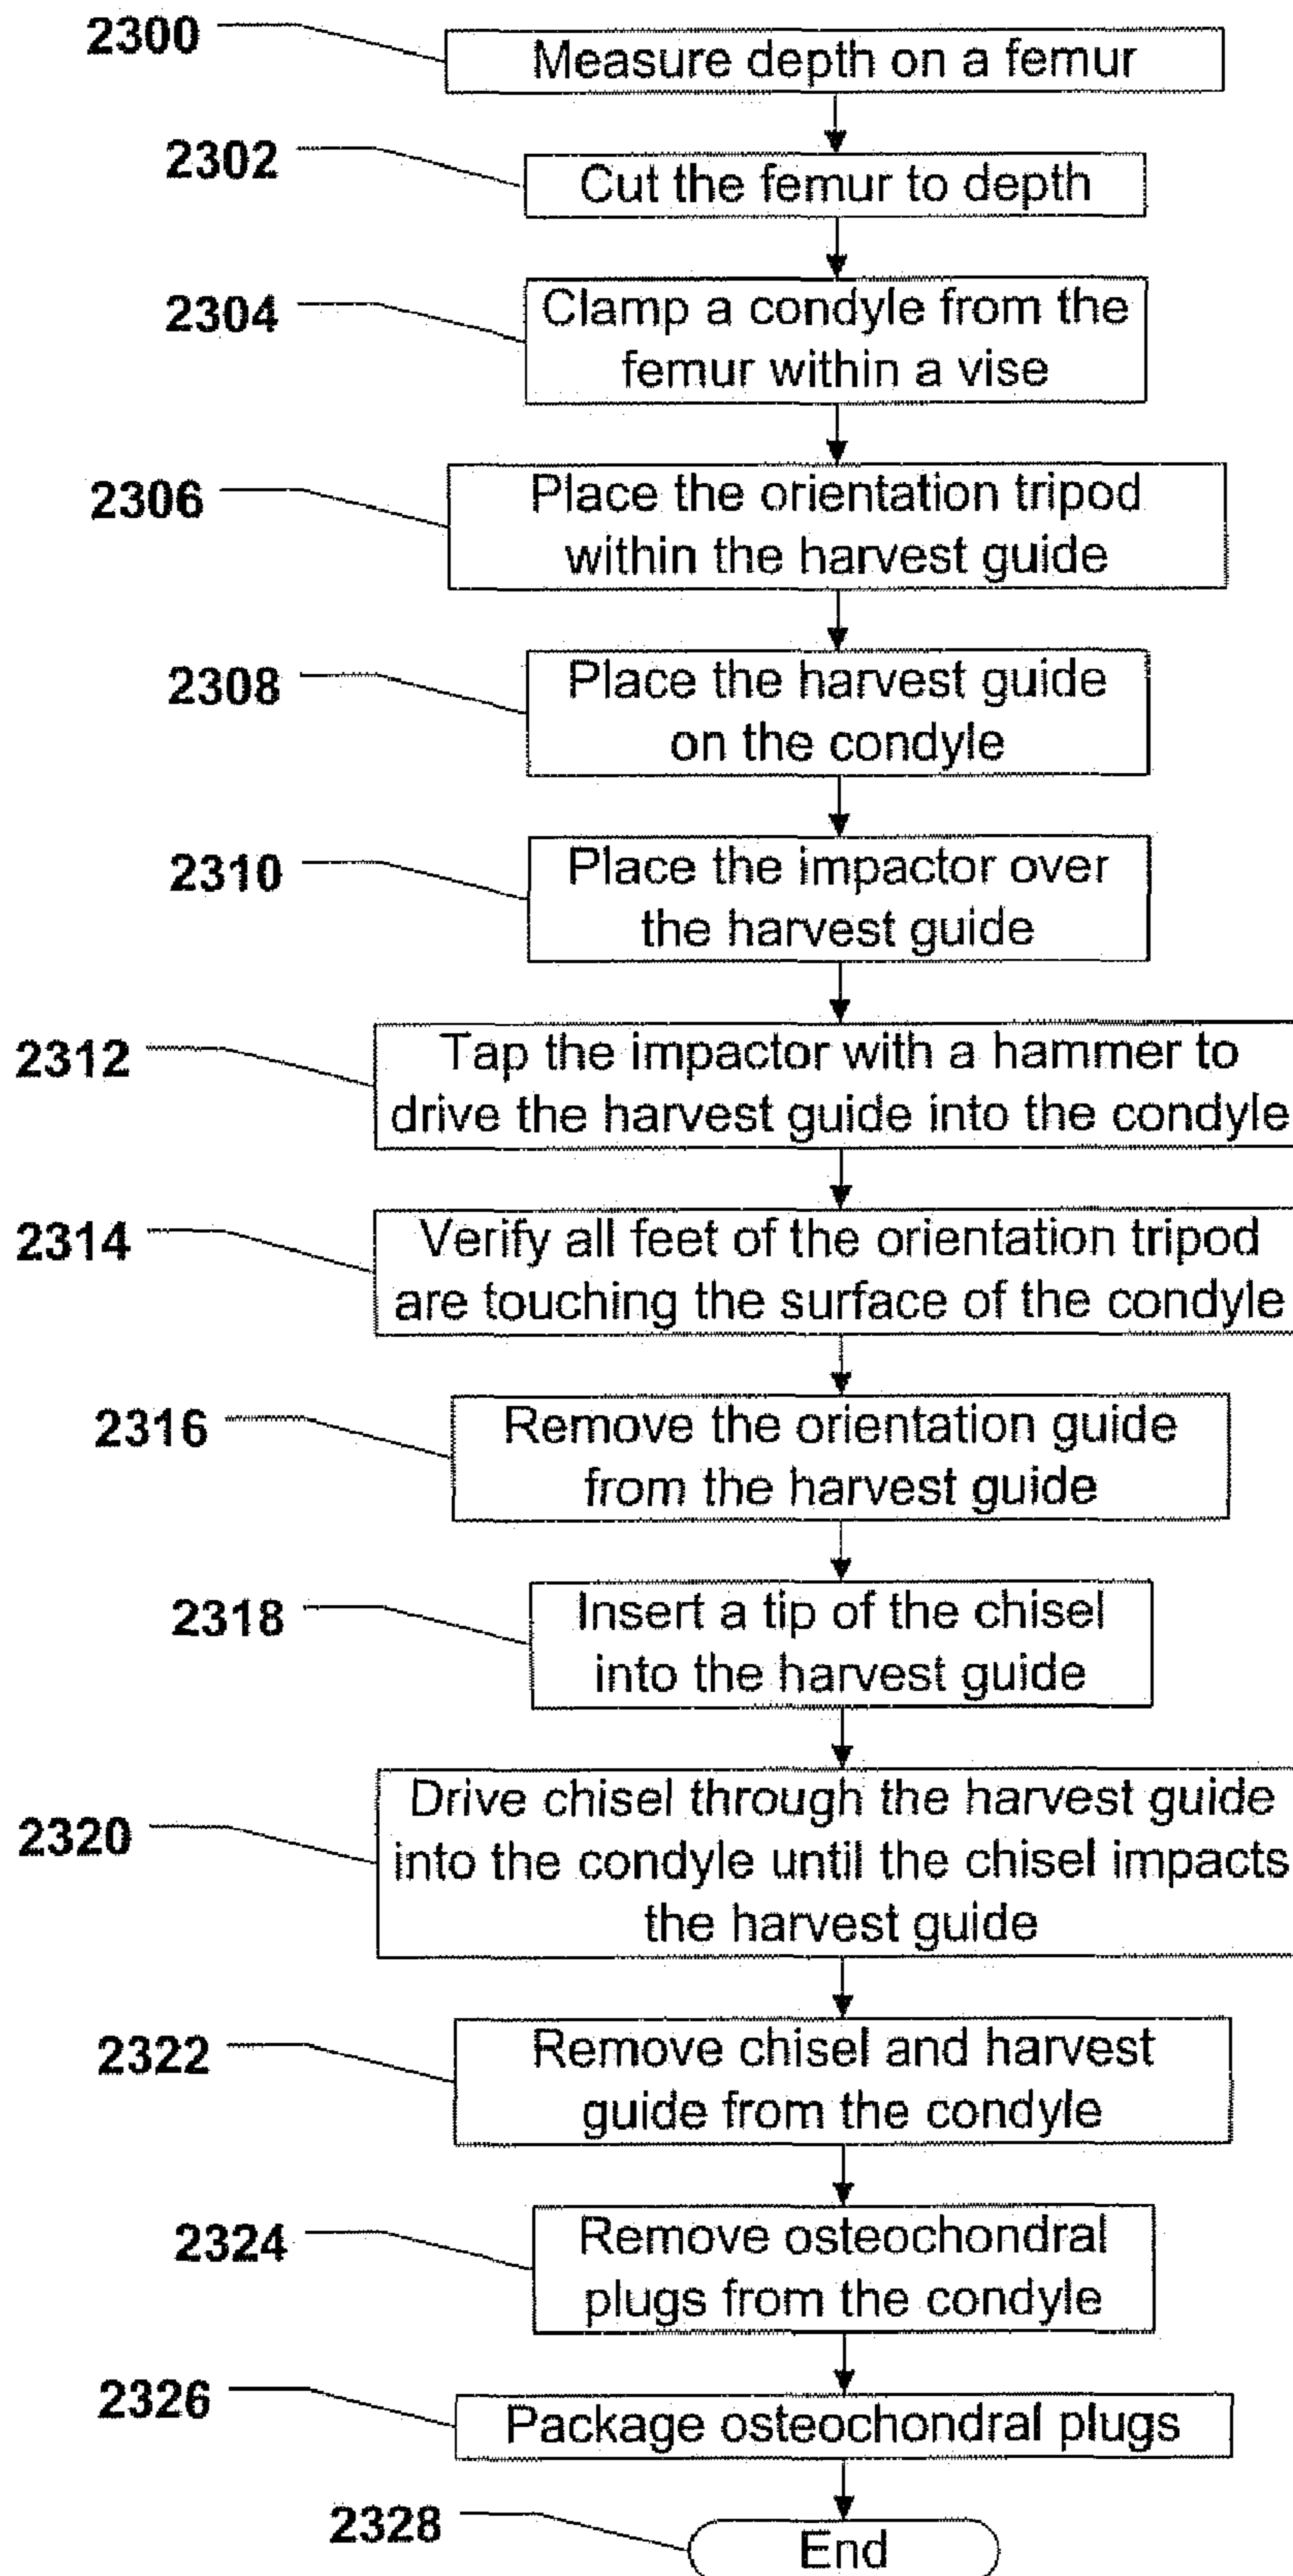 2300
Measure depth on a femur
2302
Cut the femur to depth
2304
Clamp a condyle from the
femur within a vise
2306
Place the orientation tripod
within the harvest guide
2308
Place the harvest guide
on the condyle
2310
Place the impactor over
the harvest guide
2312
Tap the impactor with a hammer to
drive the harvest guide into the condyle
2314
Verify all feet of the orientation tripod
are touching the surface of the condyle
2316
Remove the orientation guide
from the harvest guide
2318
Insert a tip of the chisel
into the harvest guide
2320
Drive chisel through the harvest guide
into the condyle until the chisel impacts
the harvest guide
2322
Remove chisel and harvest
guide from the condyle
2324
Remove osteochondral
plugs from the condyle
2326
Package osteochondral plugs
2328
End